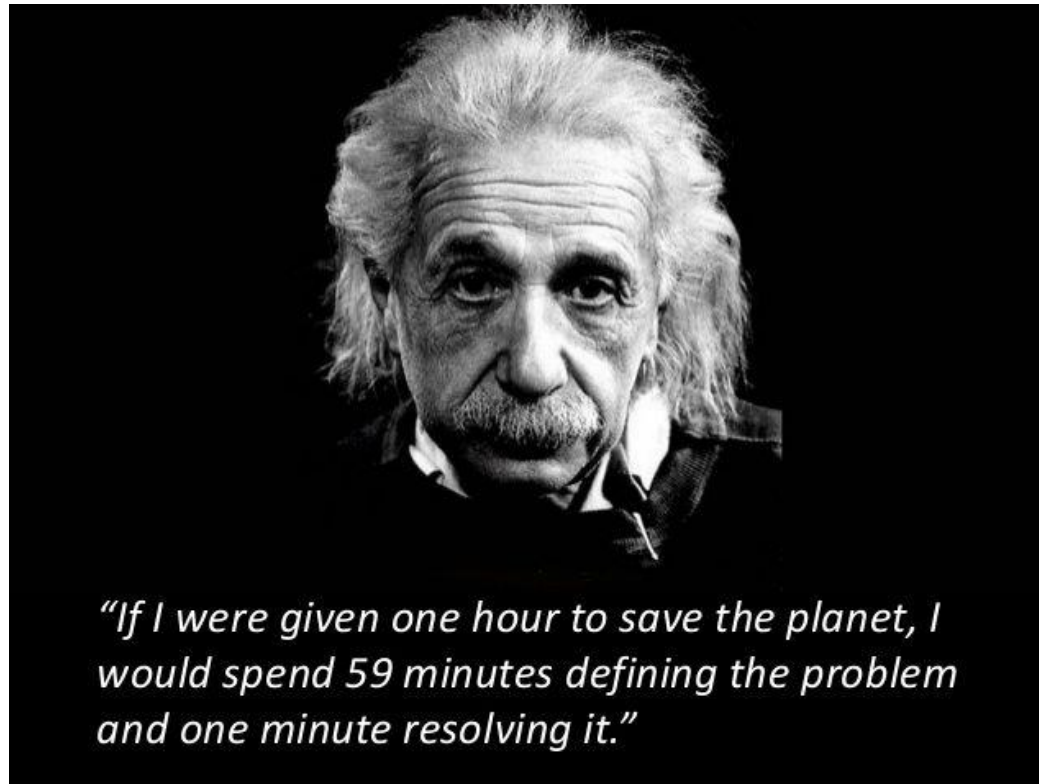 “If I were given one hour to save the planet, I
would spend 59 minutes defining the problem
and one minute resolving it.”